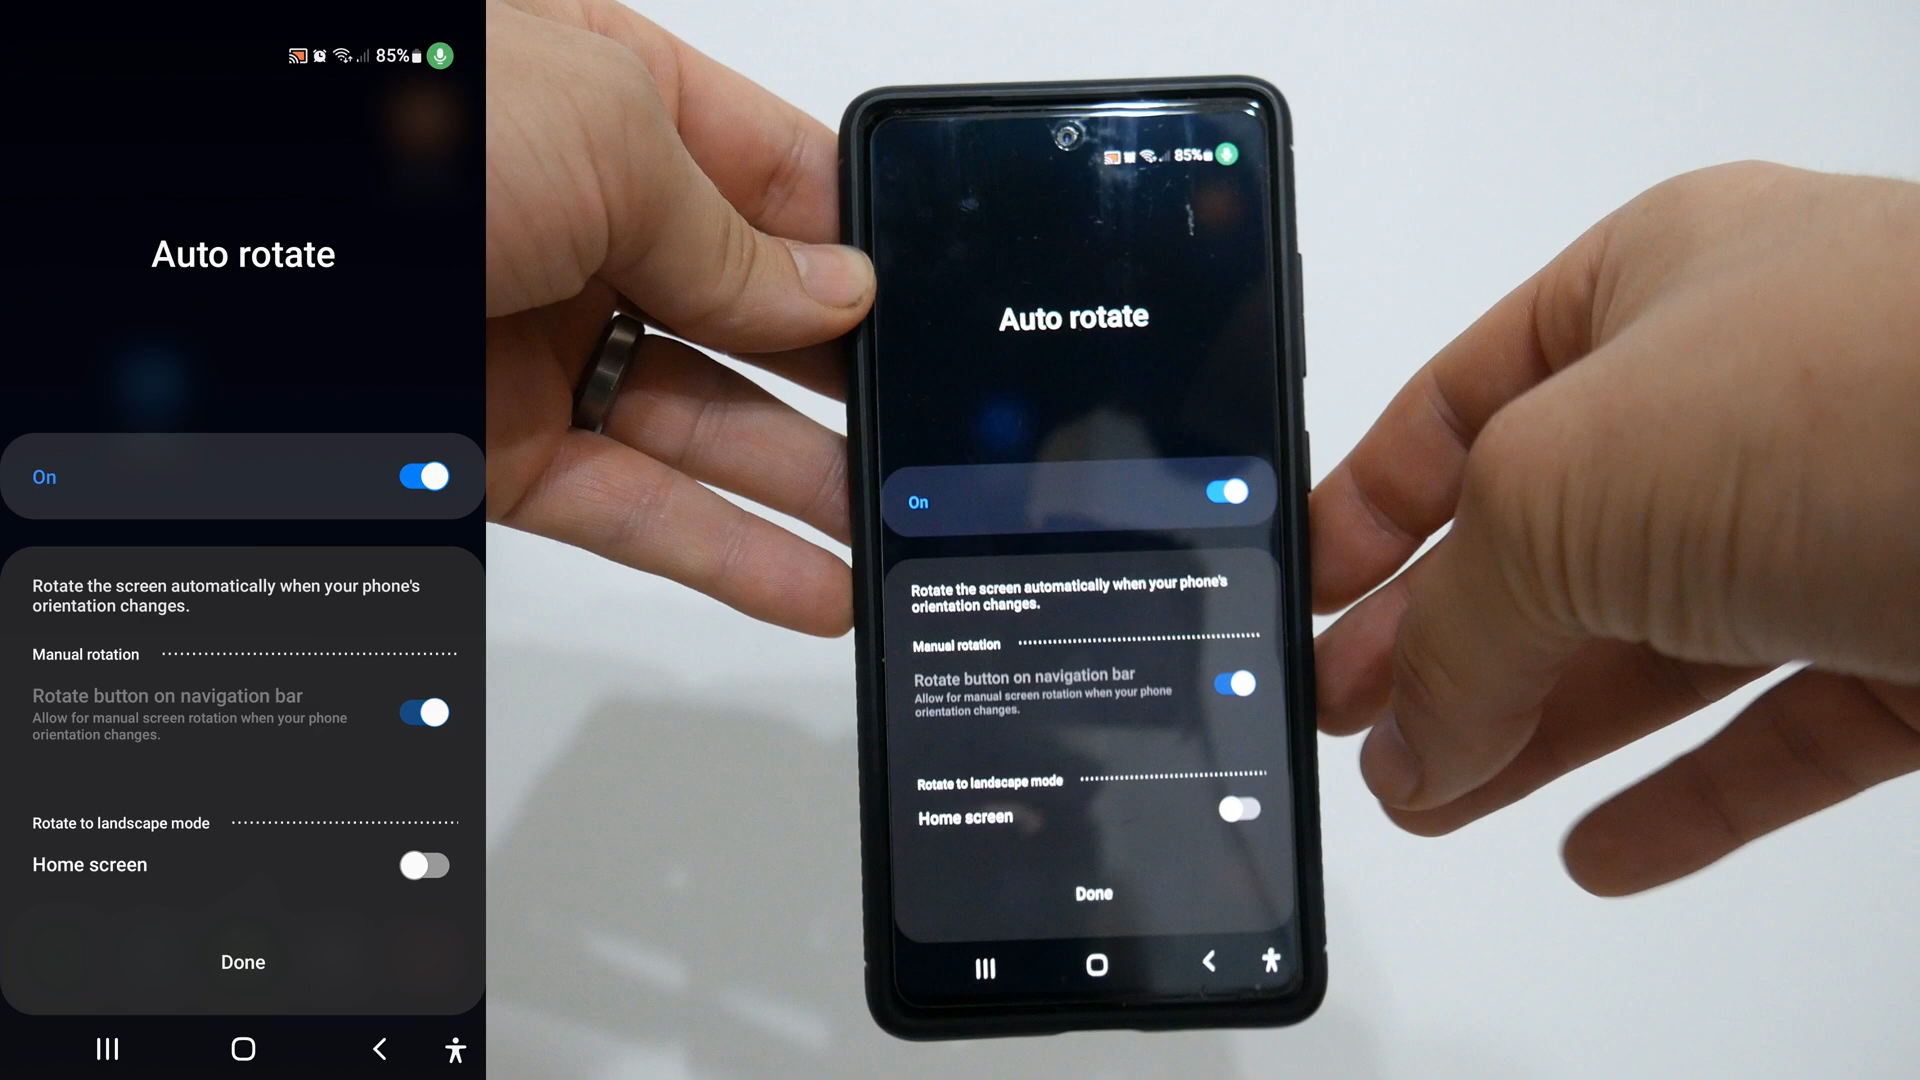 85%
Auto rotate
On
Rotate the screen automatically when your phone's
orientation changes.
Manual rotation
Rotate button on navigation bar
Allow for manual screen rotation when your phone
orientation changes.
Rotate to landscape mode
Home screen
Done
85%
Auto rotate
On
Rotate the screen automatically when your phone's
orientation changes.
Manual rotation
Rotate button on navigation bar
Allow for manual screen rotation when your phone
orientation changes.
Rotate to landscape mode
Home screen
Done